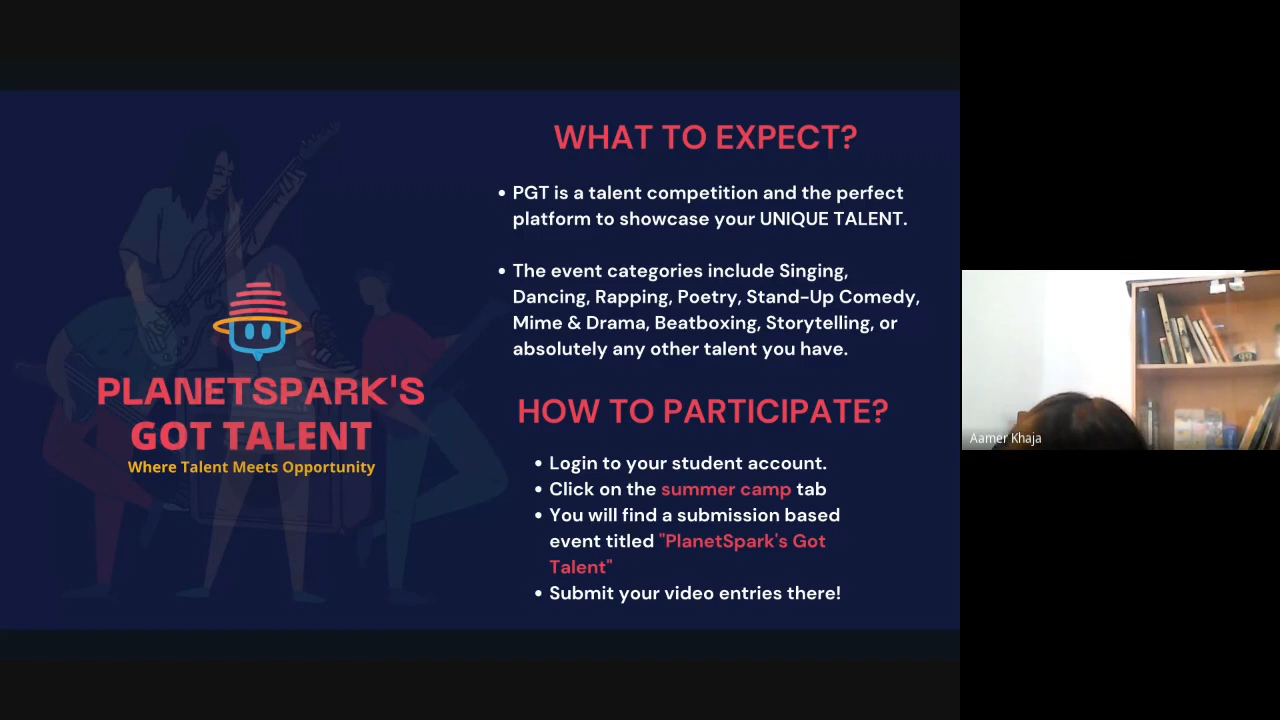 WHAT TO EXPECT?
• PGT is a talent competition and the perfect
platform to showcase your UNIQUE TALENT.
• The event categories include Singing,
Dancing, Rapping, Poetry, Stand-Up Comedy,
Mime & Drama, Beatboxing, Storytelling, or
absolutely any other talent you have.
PLANETSPARK'S
GOT TALENT
Where Talent Meets Opportunity
HOW TO PARTICIPATE?
• Login to your student account.
• Click on the summer camp tab
• You will find a submission based
event titled "PlanetSpark's Got
Talent"
• Submit your video entries there!
Aamer Khaja